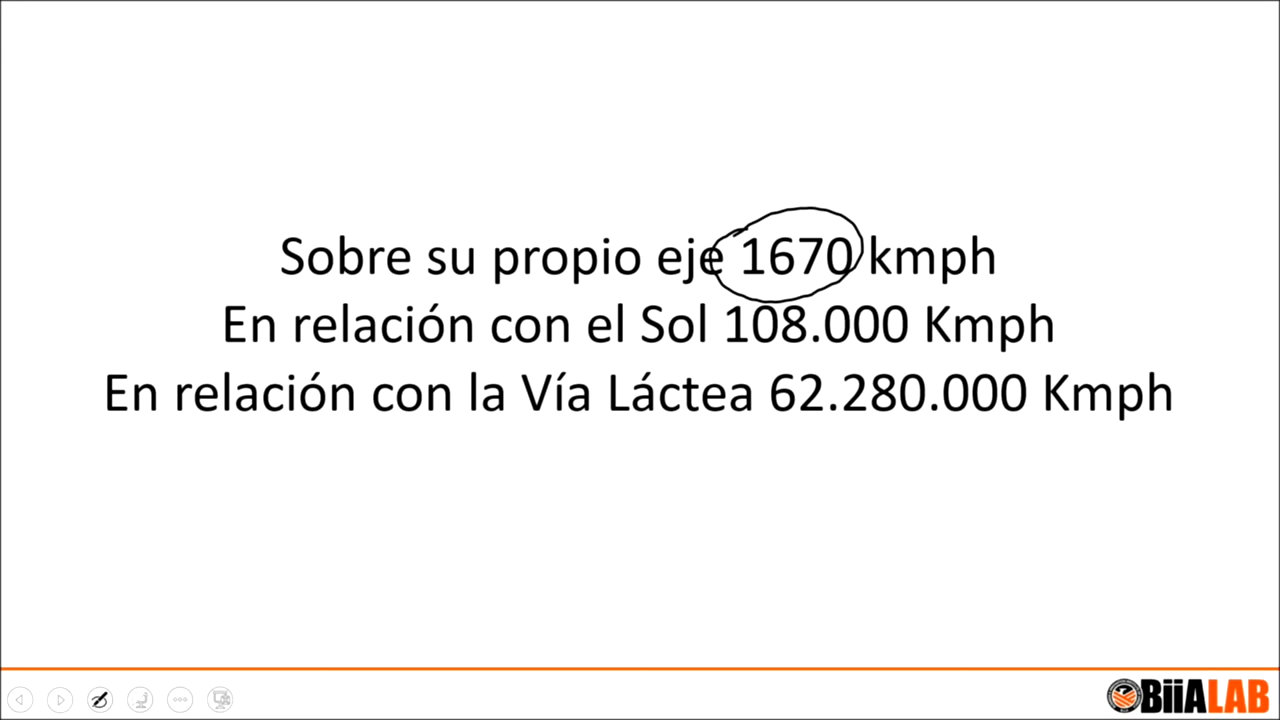 Sobre su propio eje 1670 kmph
En relación con el Sol 108.000 Kmph
En relación con la Vía Láctea 62.280.000 Kmph
BiiALAB